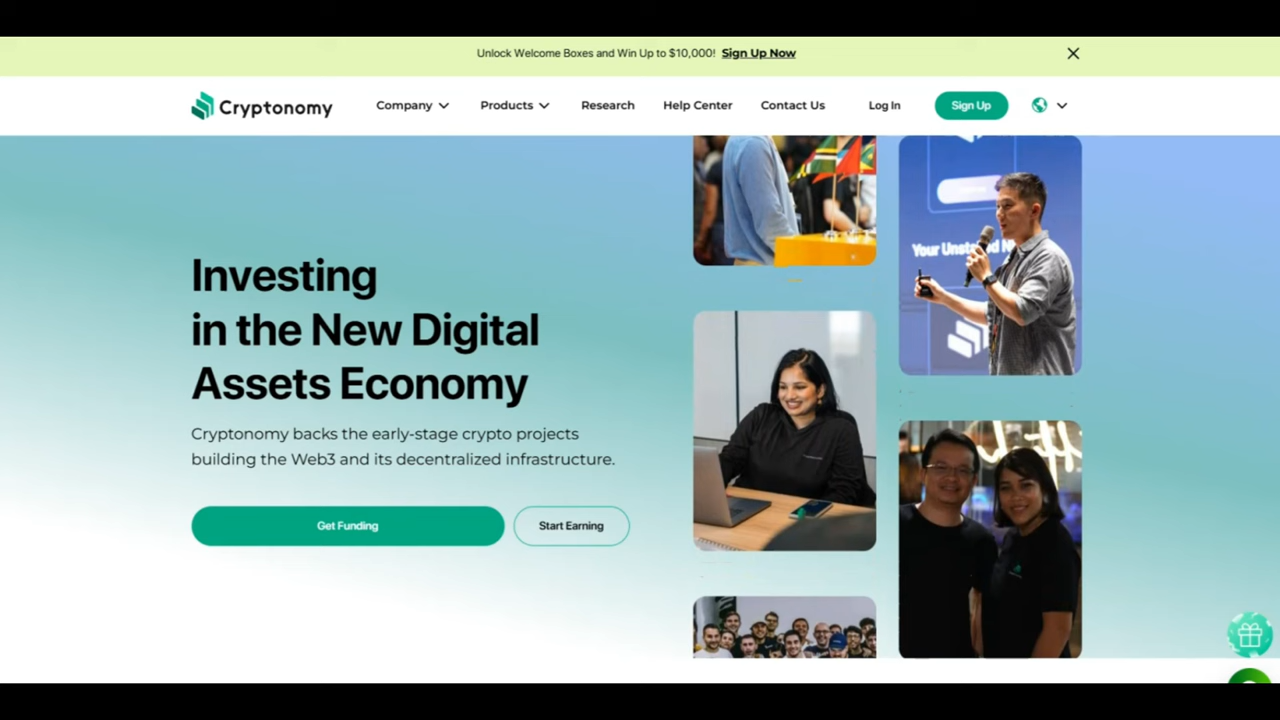 Unlock Welcome Boxes and Win Up to $10,000! Sign Up Now
Cryptonomy
Company
Products
Research
Help Center
Contact Us
Log In
Sign Up
Investing
in the New Digital
Assets Economy
Cryptonomy backs the early-stage crypto projects
building the Web3 and its decentralized infrastructure.
Get Funding
Start Earning
Your